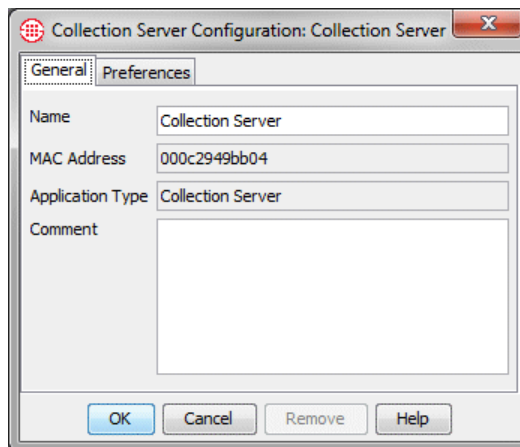 Collection Server Configuration: Collection Server
General Preferences
Name Collection Server
MAC Address 000c2949bb04
Application Type Collection Server
Comment
OK Cancel Remove Help